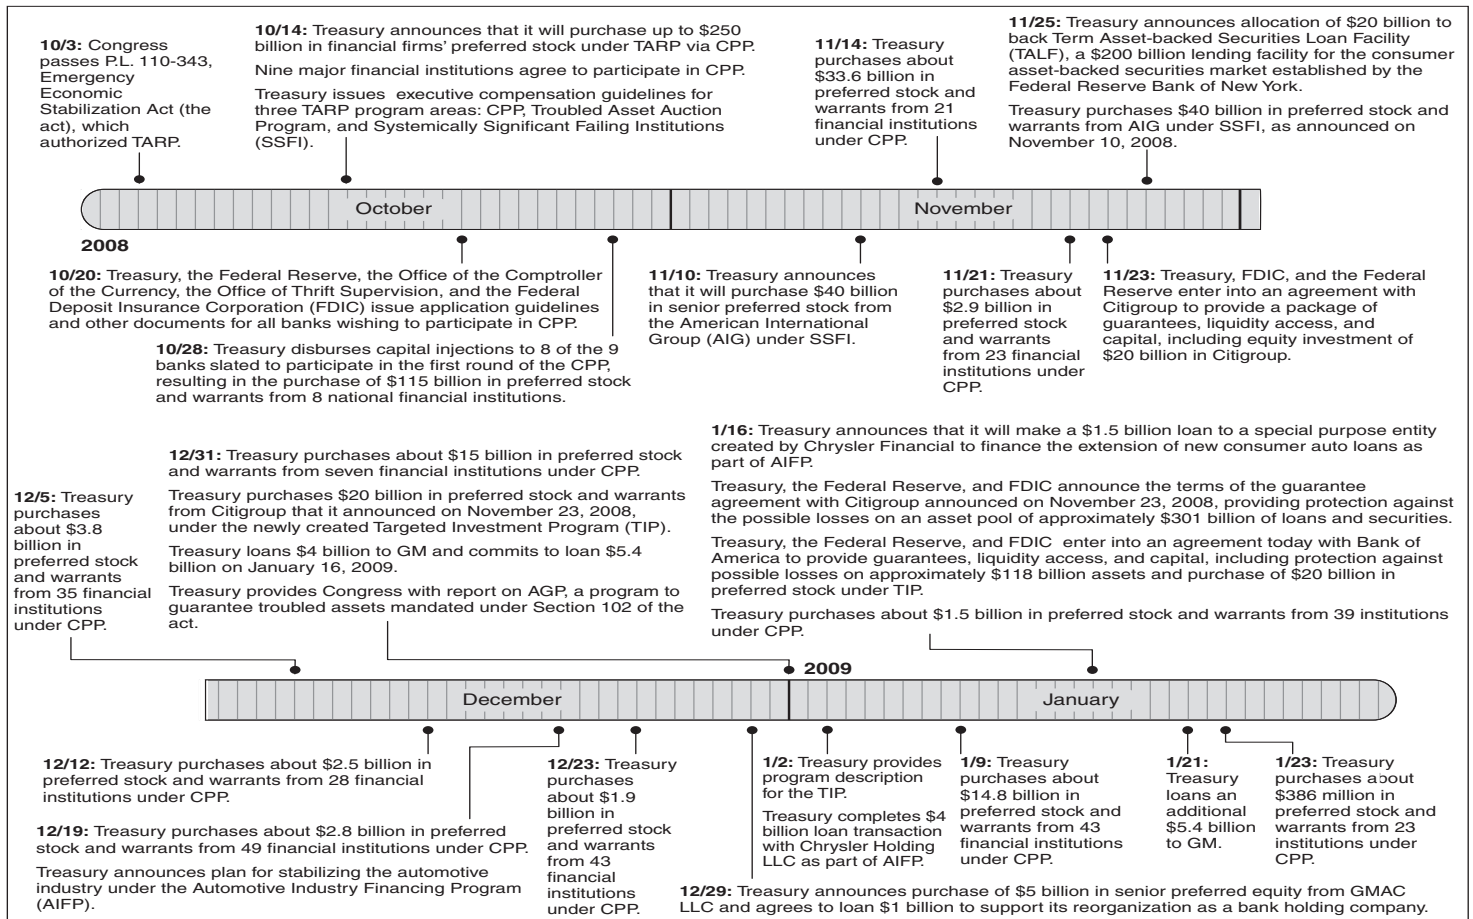 10/3: Congress
passes P.L. 110-343,
Emergency
Economic
Stabilization Act (the
act), which
authorized TARP.
10/14: Treasury announces that it will purchase up to $250
billion in financial firms' preferred stock under TARP via CPP.
Nine major financial institutions agree to participate in CPP.
Treasury issues executive compensation guidelines for
three TARP program areas: CPP, Troubled Asset Auction
Program, and Systemically Significant Failing Institutions
(SSFI).
11/14: Treasury
purchases about
$33.6 billion in
preferred stock and
warrants from 21
financial institutions
under CPP.
11/25: Treasury announces allocation of $20 billion to
back Term Asset-backed Securities Loan Facility
(TALF), a $200 billion lending facility for the consumer
asset-backed securities market established by the
Federal Reserve Bank of New York.
Treasury purchases $40 billion in preferred stock and
warrants from AIG under SSFI, as announced on
November 10, 2008.
October
November
2008
10/20: Treasury, the Federal Reserve, the Office of the Comptroller
of the Currency, the Office of Thrift Supervision, and the Federal
Deposit Insurance Corporation (FDIC) issue application guidelines
and other documents for all banks wishing to participate in CPP.
10/28: Treasury disburses capital injections to 8 of the 9
banks slated to participate in the first round of the CPP,
resulting in the purchase of $115 billion in preferred stock
and warrants from 8 national financial institutions.
11/10: Treasury announces
that it will purchase $40 billion
in senior preferred stock from
the American International
Group (AIG) under SSFI.
11/21: Treasury
purchases about
$2.9 billion in
preferred stock
and warrants
from 23 financial
institutions under
CPP.
11/23: Treasury, FDIC, and the Federal
Reserve enter into an agreement with
Citigroup to provide a package of
guarantees, liquidity access, and
capital, including equity investment of
$20 billion in Citigroup.
12/5: Treasury
purchases
about $3.8
billion in
preferred stock
and warrants
from 35 financial
institutions
under CPP.
12/31: Treasury purchases about $15 billion in preferred stock
and warrants from seven financial institutions under CPP.
Treasury purchases $20 billion in preferred stock and warrants
from Citigroup that it announced on November 23, 2008,
under the newly created Targeted Investment Program (TIP).
Treasury loans $4 billion to GM and commits to loan $5.4
billion on January 16, 2009.
Treasury provides Congress with report on AGP, a program to
guarantee troubled assets mandated under Section 102 of the
act.
1/16: Treasury announces that it will make a $1.5 billion loan to a special purpose entity
created by Chrysler Financial to finance the extension of new consumer auto loans as
part of AIFP.
Treasury, the Federal Reserve, and FDIC announce the terms of the guarantee
agreement with Citigroup announced on November 23, 2008, providing protection against
the possible losses on an asset pool of approximately $301 billion of loans and securities.
Treasury, the Federal Reserve, and FDIC enter into an agreement today with Bank of
America to provide guarantees, liquidity access, and capital, including protection against
possible losses on approximately $118 billion assets and purchase of $20 billion in
preferred stock under TIP.
Treasury purchases about $1.5 billion in preferred stock and warrants from 39 institutions
under CPP.
2009
December
January
12/12: Treasury purchases about $2.5 billion in
preferred stock and warrants from 28 financial
institutions under CPP.
12/19: Treasury purchases about $2.8 billion in preferred
stock and warrants from 49 financial institutions under CPP.
Treasury announces plan for stabilizing the automotive
industry under the Automotive Industry Financing Program
(AIFP).
12/23: Treasury
purchases
about $1.9
billion in
preferred stock
and warrants
from 43
financial
institutions
under CPP.
1/2: Treasury provides
program description
for the TIP.
Treasury completes $4
billion loan transaction
with Chrysler Holding
LLC as part of AIFP.
1/9: Treasury
purchases about
$14.8 billion in
preferred stock and
warrants from 43
financial institutions
under CPP.
1/21:
Treasury
loans an
additional
$5.4 billion
to GM.
1/23: Treasury
purchases about
$386 million in
preferred stock and
warrants from 23
institutions under
CPP.
12/29: Treasury announces purchase of $5 billion in senior preferred equity from GMAC
LLC and agrees to loan $1 billion to support its reorganization as a bank holding company.